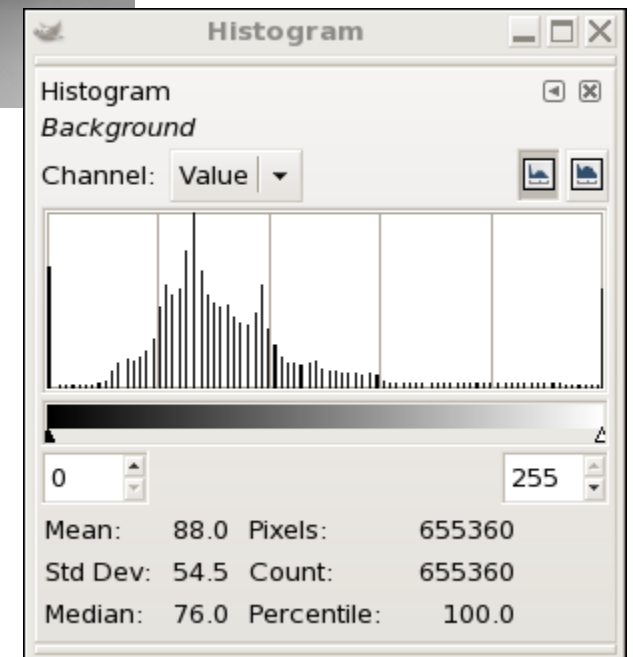 Histogram
Histogram
Background
Channel: Value
0 255
Mean: 88.0 Pixels: 655360
Std Dev: 54.5 Count: 655360
Median: 76.0 Percentile: 100.0